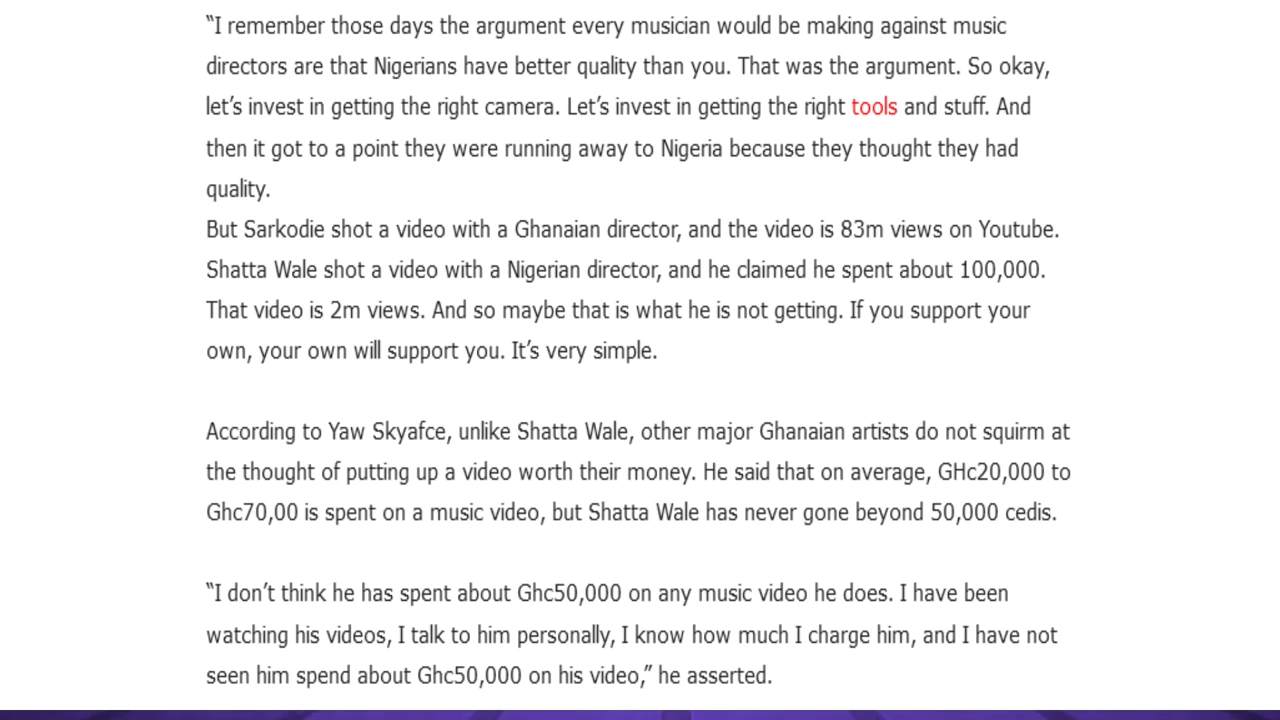 “I remember those days the argument every musician would be making against music
directors are that Nigerians have better quality than you. That was the argument. So okay,
let’s invest in getting the right camera. Let’s invest in getting the right tools and stuff. And
then it got to a point they were running away to Nigeria because they thought they had
quality.
But Sarkodie shot a video with a Ghanaian director, and the video is 83m views on Youtube.
Shatta Wale shot a video with a Nigerian director, and he claimed he spent about 100,000.
That video is 2m views. And so maybe that is what he is not getting. If you support your
own, your own will support you. It’s very simple.
According to Yaw Skyafce, unlike Shatta Wale, other major Ghanaian artists do not squirm at
the thought of putting up a video worth their money. He said that on average, GHc20,000 to
Ghc70,00 is spent on a music video, but Shatta Wale has never gone beyond 50,000 cedis.
“I don’t think he has spent about Ghc50,000 on any music video he does. I have been
watching his videos, I talk to him personally, I know how much I charge him, and I have not
seen him spend about Ghc50,000 on his video,” he asserted.